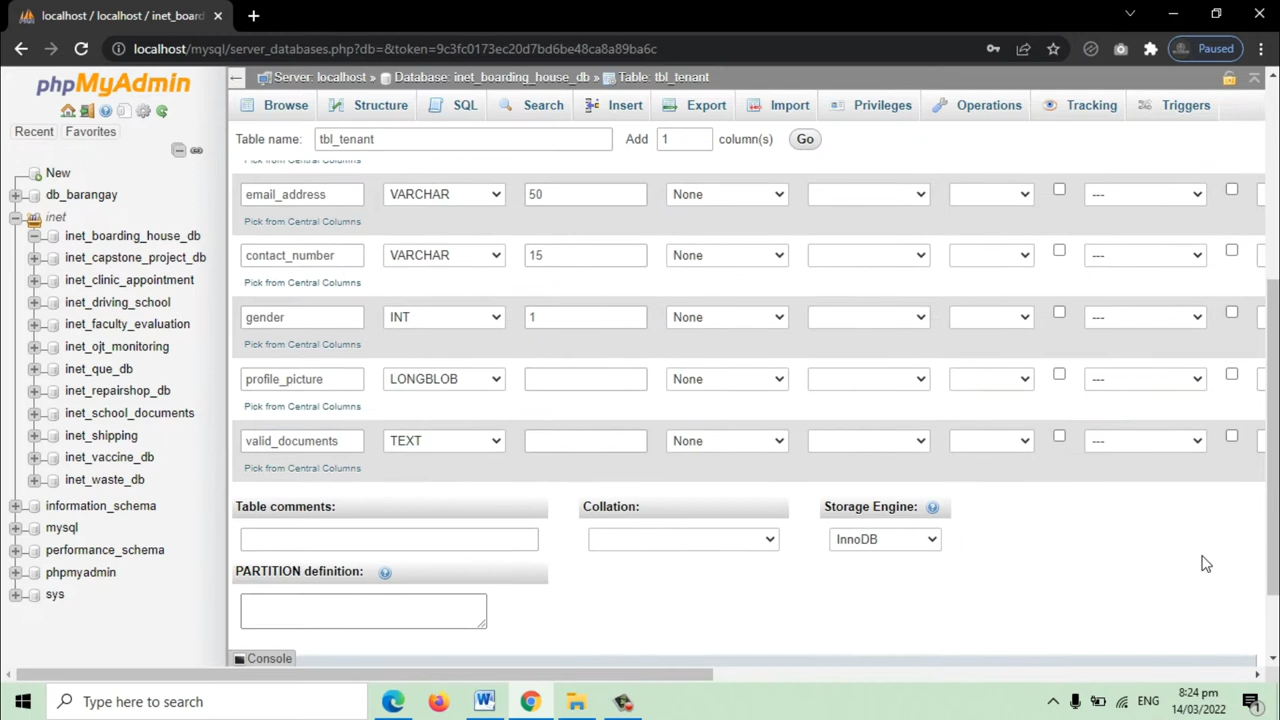 localhost / localhost / inet_board
localhost/mysql/server_databases.php?db=&token=9c3fc0173ec20d7bd6be48ca8a89ba6c
Paused
phpMyAdmin
Recent Favorites
New
db_barangay
inet
inet_boarding_house_db
inet_capstone_project_db
inet_clinic_appointment
inet_driving_school
inet_faculty_evaluation
inet_ojt_monitoring
inet_que_db
inet_repairshop_db
inet_school_documents
inet_shipping
inet_vaccine_db
inet_waste_db
information_schema
mysql
performance_schema
phpmyadmin
sys
Server: localhost » Database: inet_boarding_house_db » Table: tbl_tenant
Browse Structure SQL Search Insert Export Import Privileges Operations Tracking Triggers
Table name: tbl_tenant Add 1 column(s) Go
Pick from Central Columns
email_address VARCHAR 50 None
Pick from Central Columns
contact_number VARCHAR 15 None ---
Pick from Central Columns
gender INT 1 None ---
Pick from Central Columns
profile_picture LONGBLOB None ---
Pick from Central Columns
valid_documents TEXT None ---
Pick from Central Columns
Table comments: Collation: Storage Engine:
InnoDB
PARTITION definition:
Console
Type here to search
ENG
8:24 pm
14/03/2022